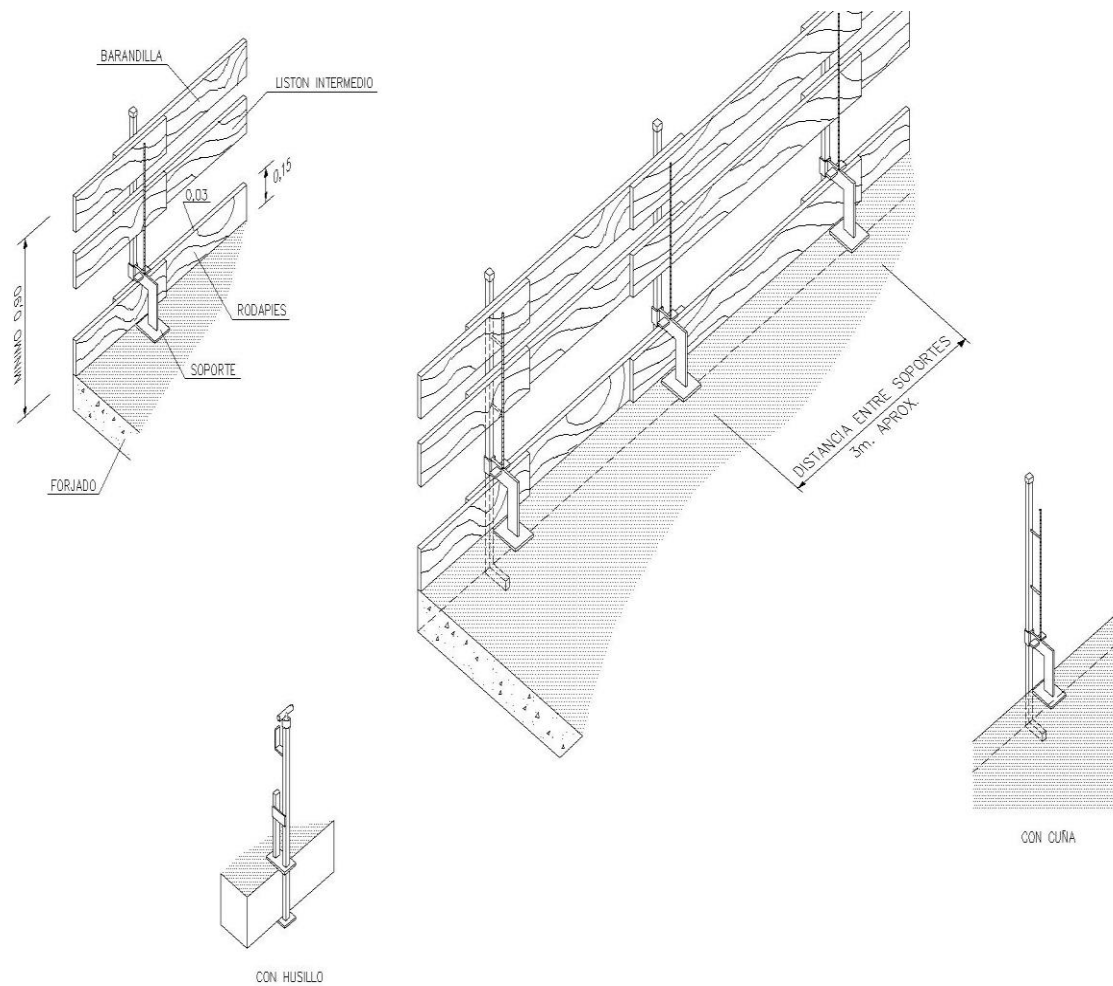 BARANDILLA
LISTON INTERMEDIO
0,15
0,03
MINIMO 0,90
RODAPIES
SOPORTE
FORJADO
DISTANCIA ENTRE SOPORTES
3m. APROX.
CON CUÑA
CON HUSILLO